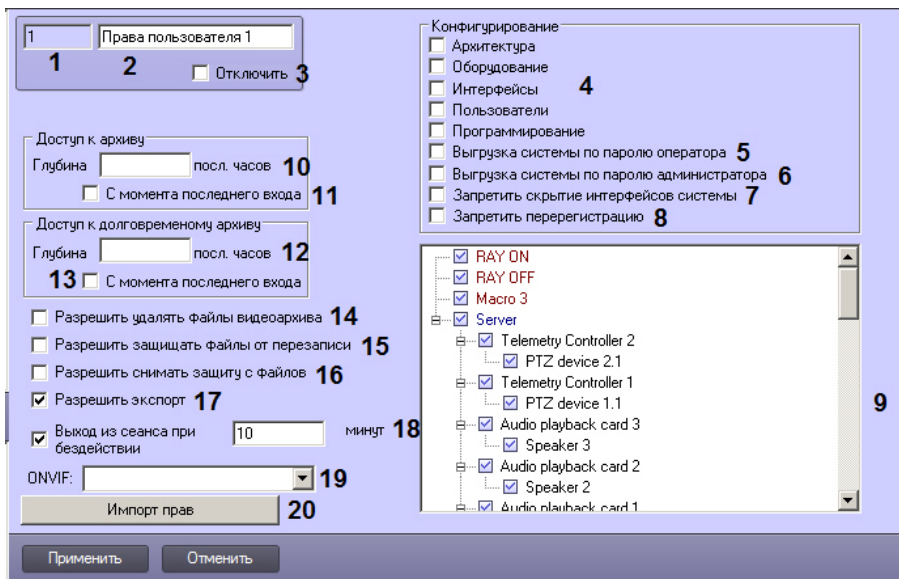 1 Права пользователя 1
1 2
Отключить 3
Доступ к архиву
Глубина посл. часов 10
С момента последнего входа 11
Доступ к долговременому архиву
Глубина посл. часов 12
13 С момента последнего входа
Разрешить удалять файлы видеоархива 14
Разрешить защищать файлы от перезаписи 15
Разрешить снимать защиту с файлов 16
Разрешить экспорт 17
Выход из сеанса при бездействии 10 минут 18
ONVIF: 19
Импорт прав 20
Конфигурирование
Архитектура
Оборудование
Интерфейсы 4
Пользователи
Программирование
Выгрузка системы по паролю оператора 5
Выгрузка системы по паролю администратора 6
Запретить скрытие интерфейсов системы 7
Запретить перерегистрацию 8
RAY ON
RAY OFF
Macro 3
Server
Telemetry Controller 2
PTZ device 2.1
Telemetry Controller 1
PTZ device 1.1
9
Audio playback card 3
Speaker 3
Audio playback card 2
Speaker 2
Audio playback card 1
Применить Отменить